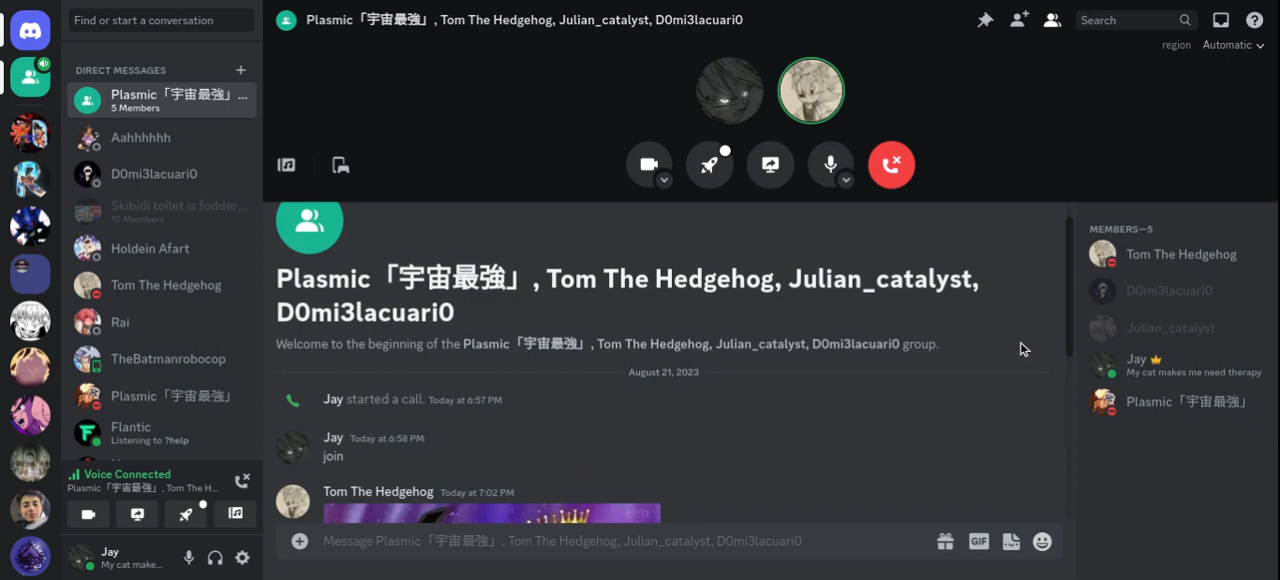 Find or start a conversation
DIRECT MESSAGES
Plasmic「宇宙最強」...
5 Members
Aahhhhhh
D0mi3lacuari0
Skibidi toilet is fodder...
10 Members
Holdein Afart
Tom The Hedgehog
Rai
TheBatmanrobocop
Plasmic「宇宙最強」
Flantic
Listening to ?help
Voice Connected
Plasmic「宇宙最強」, Tom The H...
Jay
My cat make...
Plasmic「宇宙最強」, Tom The Hedgehog, Julian_catalyst, D0mi3lacuari0
Search
region
Automatic
Plasmic「宇宙最強」, Tom The Hedgehog, Julian_catalyst,
D0mi3lacuari0
Welcome to the beginning of the Plasmic「宇宙最強」, Tom The Hedgehog, Julian_catalyst, D0mi3lacuari0 group.
August 21, 2023
Jay started a call. Today at 6:57 PM
Jay Today at 6:58 PM
join
Tom The Hedgehog Today at 7:02 PM
Message Plasmic「宇宙最強」, Tom The Hedgehog, Julian_catalyst, D0mi3lacuari0
GIF
MEMBERS—5
Tom The Hedgehog
D0mi3lacuari0
Julian_catalyst
Jay
My cat makes me need therapy
Plasmic「宇宙最強」